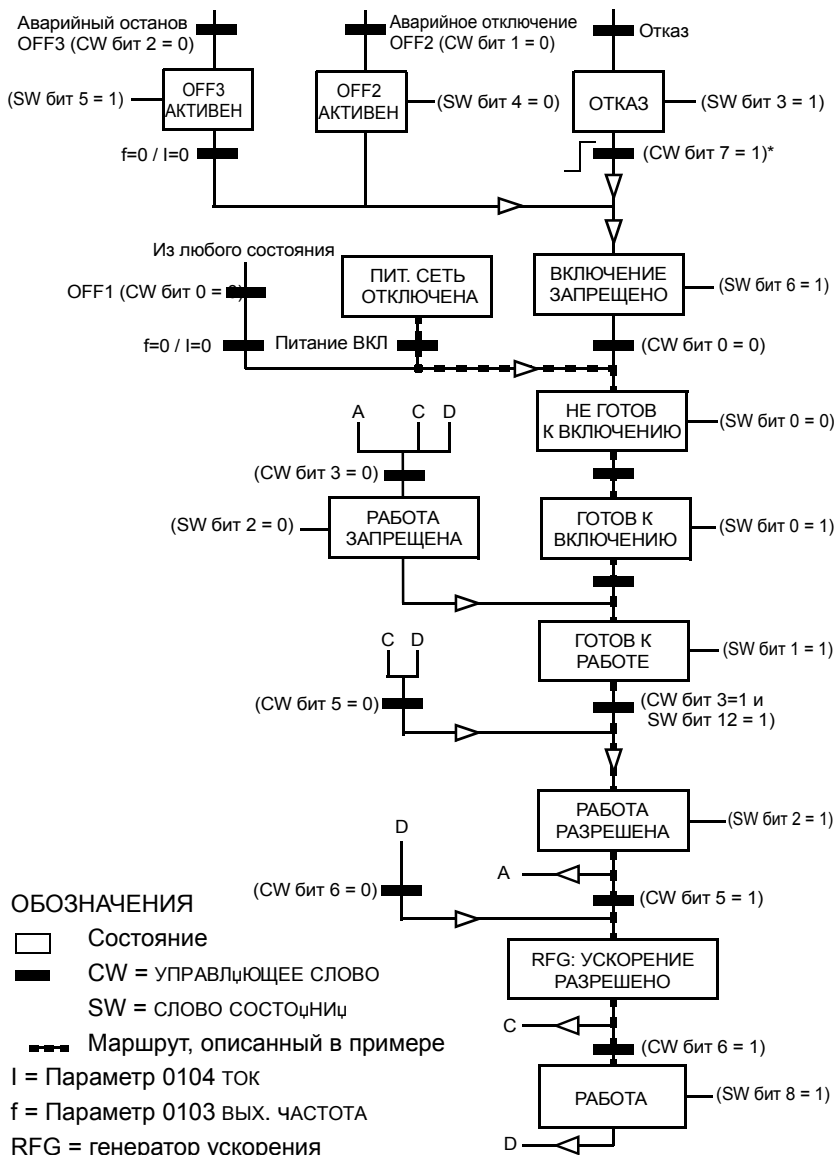 Аварийный останов
OFF3 (CW бит 2 = 0)
Аварийное отключение
OFF2 (CW бит 1 = 0)
Отказ
(SW бит 5 = 1)
OFF3
АКТИВЕН
OFF2
АКТИВЕН
(SW бит 4 = 0)
ОТКАЗ
(SW бит 3 = 1)
f=0 / I=0
(CW бит 7 = 1)*
Из любого состояния
OFF1 (CW бит 0 = 0)
ПИТ. СЕТЬ
ОТКЛЮЧЕНА
ВКЛЮЧЕНИЕ
ЗАПРЕЩЕНО
(SW бит 6 = 1)
f=0 / I=0
Питание ВКЛ
(CW бит 0 = 0)
A C D
НЕ ГОТОВ
К ВКЛЮЧЕНИЮ
(SW бит 0 = 0)
(CW бит 3 = 0)
(SW бит 2 = 0)
РАБОТА
ЗАПРЕЩЕНА
ГОТОВ К
ВКЛЮЧЕНИЮ
(SW бит 0 = 1)
C D
ГОТОВ К
РАБОТЕ
(SW бит 1 = 1)
(CW бит 5 = 0)
(CW бит 3=1 и
SW бит 12 = 1)
РАБОТА
РАЗРЕШЕНА
(SW бит 2 = 1)
D
A
(CW бит 6 = 0)
(CW бит 5 = 1)
RFG: УСКОРЕНИЕ
РАЗРЕШЕНО
C
(CW бит 6 = 1)
РАБОТА
(SW бит 8 = 1)
D
ОБОЗНАЧЕНИЯ
Состояние
CW = УПРАВЛцЮЩЕЕ СЛОВО
SW = СЛОВО СОСТОцНИц
Маршрут, описанный в примере
I = Параметр 0104 ТОК
f = Параметр 0103 ВЫХ. ЧАСТОТА
RFG = генератор ускорения